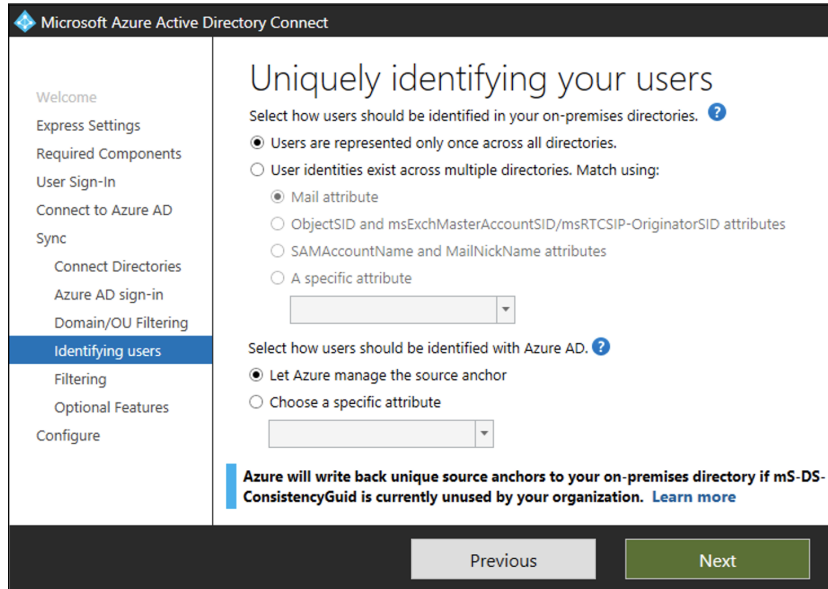 Microsoft Azure Active Directory Connect
Welcome
Express Settings
Required Components
User Sign-In
Connect to Azure AD
Sync
Connect Directories
Azure AD sign-in
Domain/OU Filtering
Identifying users
Filtering
Optional Features
Configure
Uniquely identifying your users
Select how users should be identified in your on-premises directories. ?
Users are represented only once across all directories.
User identities exist across multiple directories. Match using:
Mail attribute
ObjectSID and msExchMasterAccountSID/msRTCSIP-OriginatorSID attributes
SAMAccountName and MailNickName attributes
A specific attribute
Select how users should be identified with Azure AD. ?
Let Azure manage the source anchor
Choose a specific attribute
Azure will write back unique source anchors to your on-premises directory if mS-DS-
ConsistencyGuid is currently unused by your organization. Learn more
Previous
Next